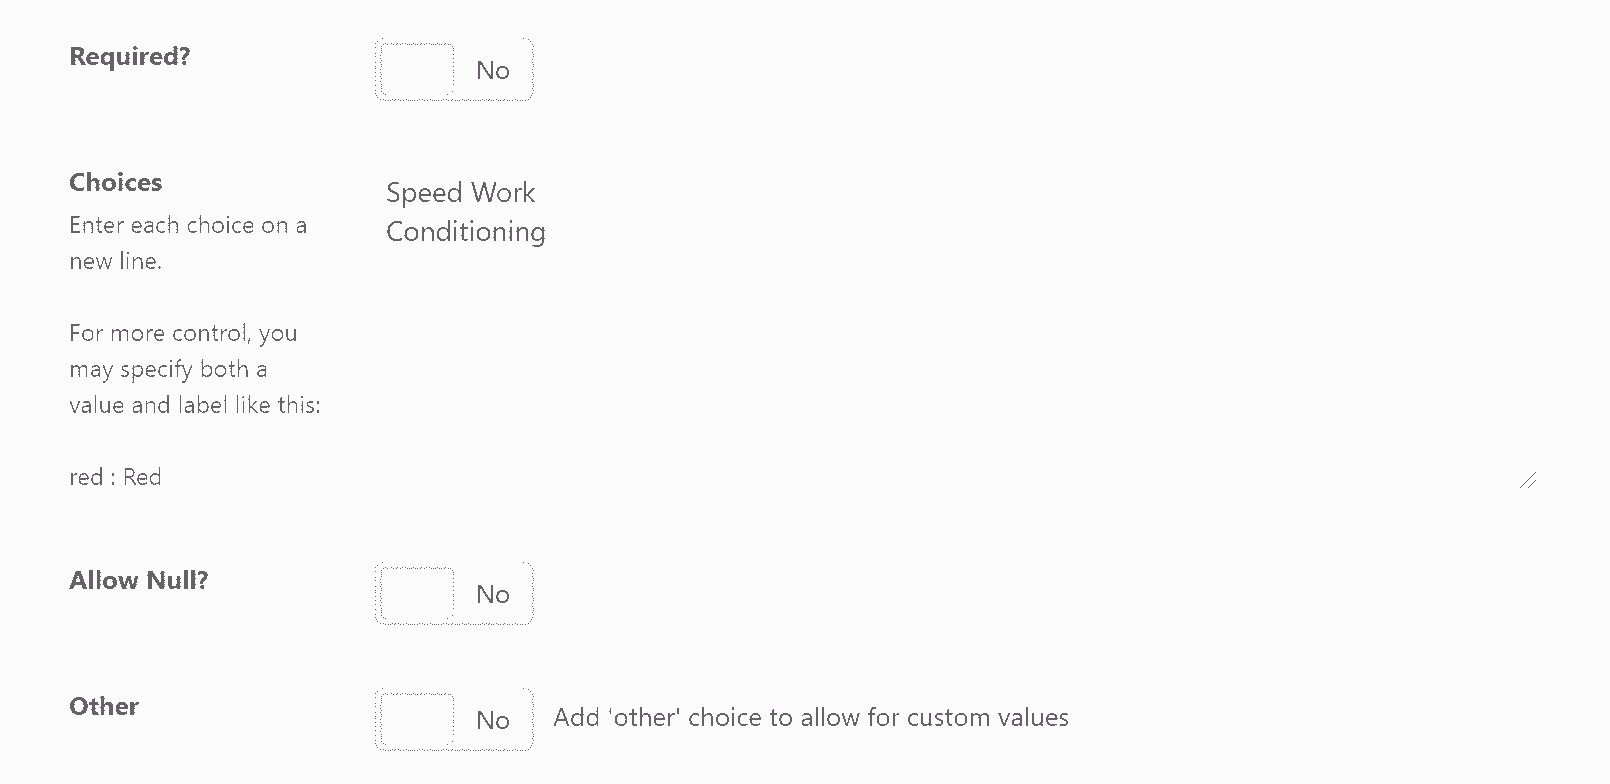 Required?
No
Choices
Enter each choice on a
new line.
For more control, you
may specify both a
value and label like this:
red : Red
Speed Work
Conditioning
Allow Null?
No
Other
No
Add 'other' choice to allow for custom values